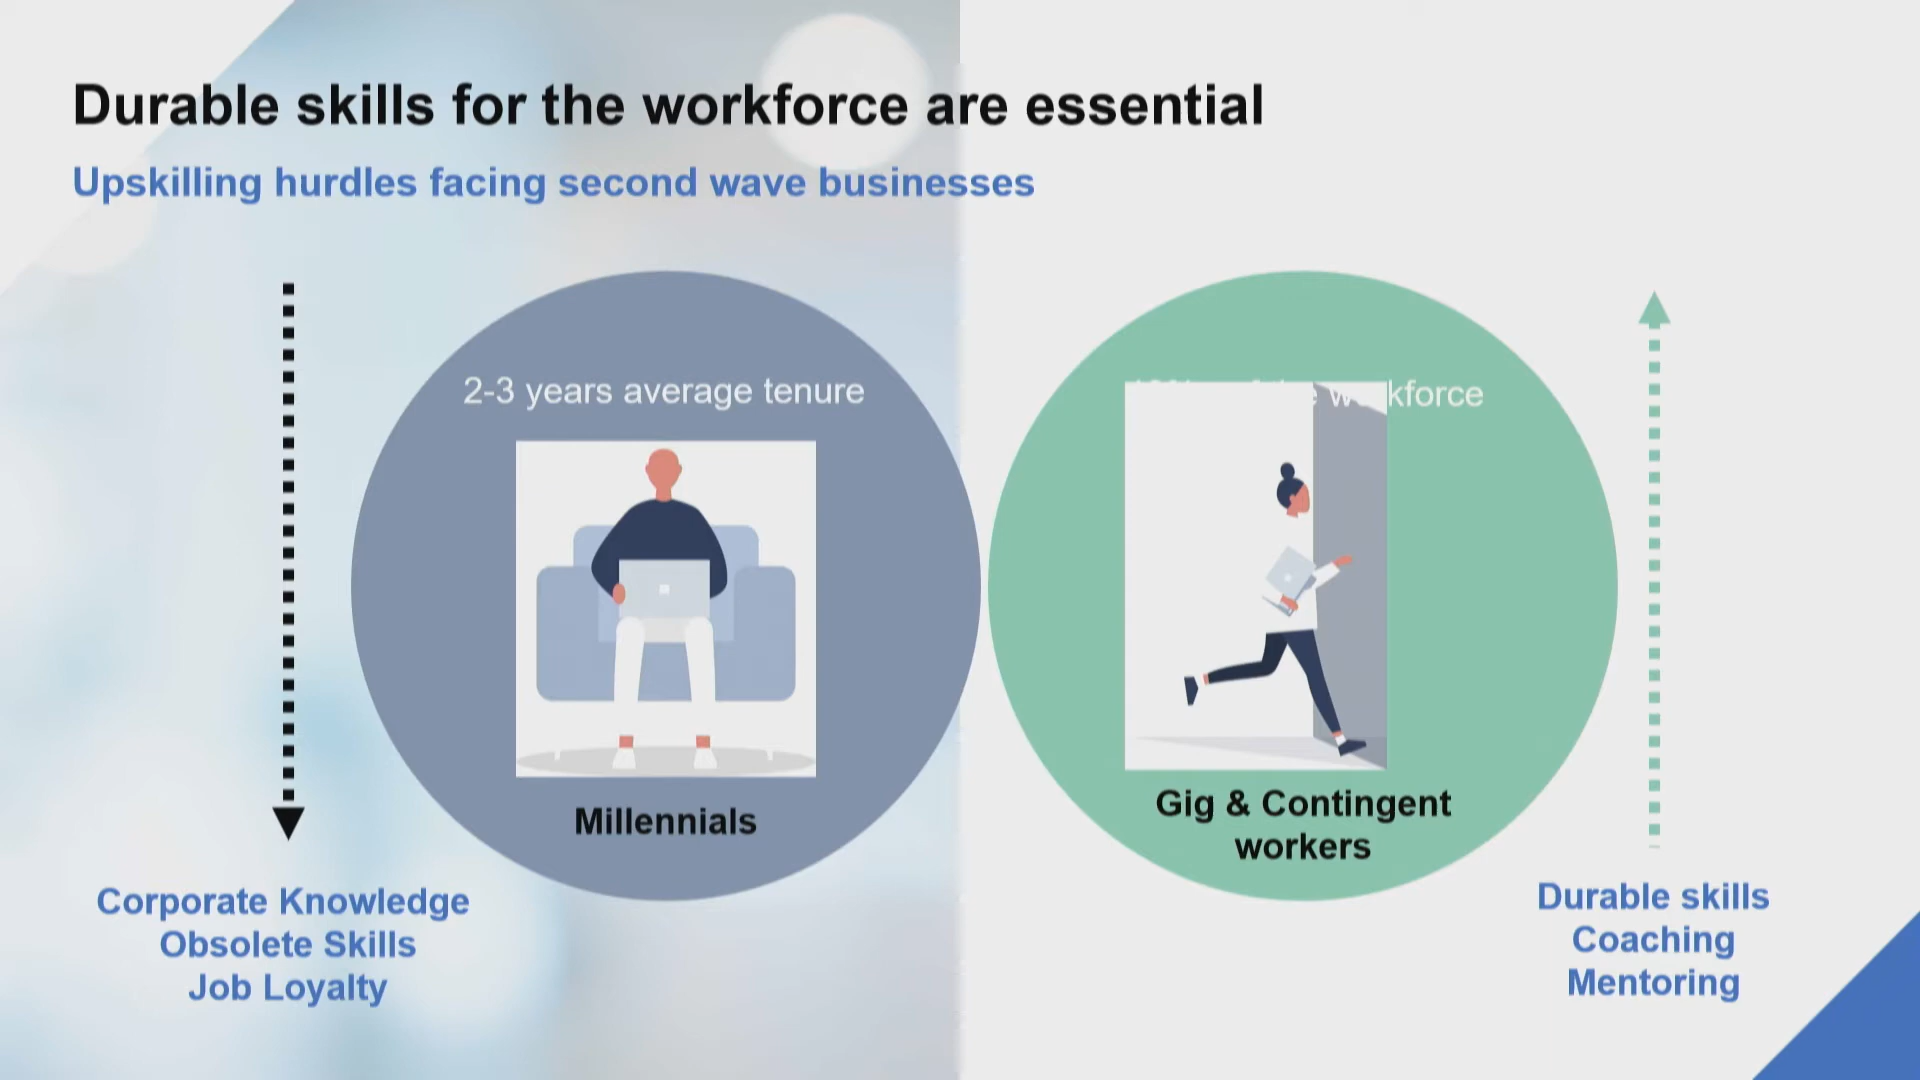 Durable skills for the workforce are essential
Upskilling hurdles facing second wave businesses
2-3 years average tenure
Millennials
workforce
Gig & Contingent
workers
Corporate Knowledge
Obsolete Skills
Job Loyalty
Durable skills
Coaching
Mentoring